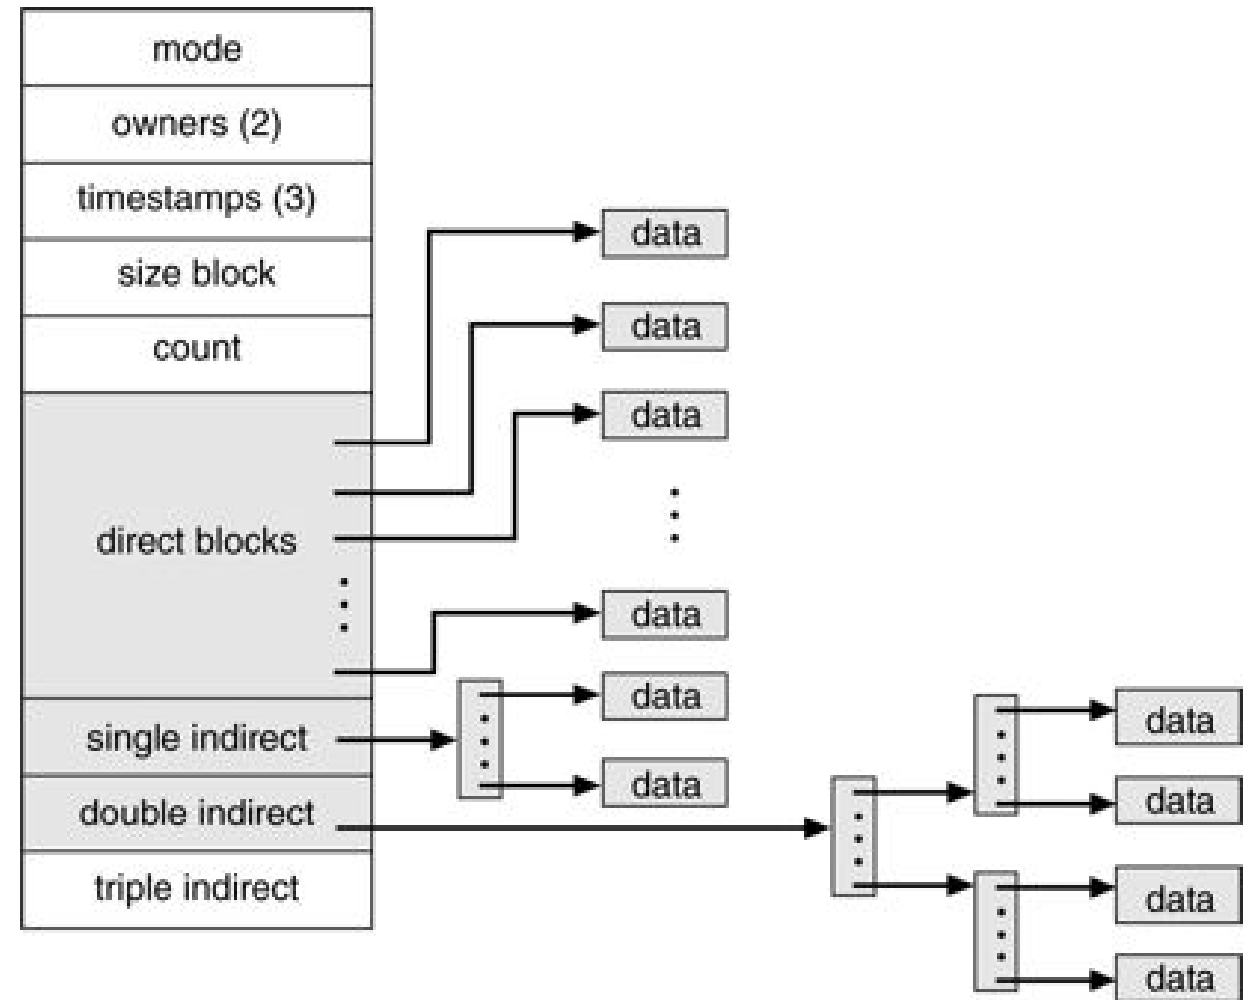 mode
owners (2)
timestamps (3)
size block
count
direct blocks
single indirect
double indirect
triple indirect
data
data
data
data
data
data
data
data
data
data